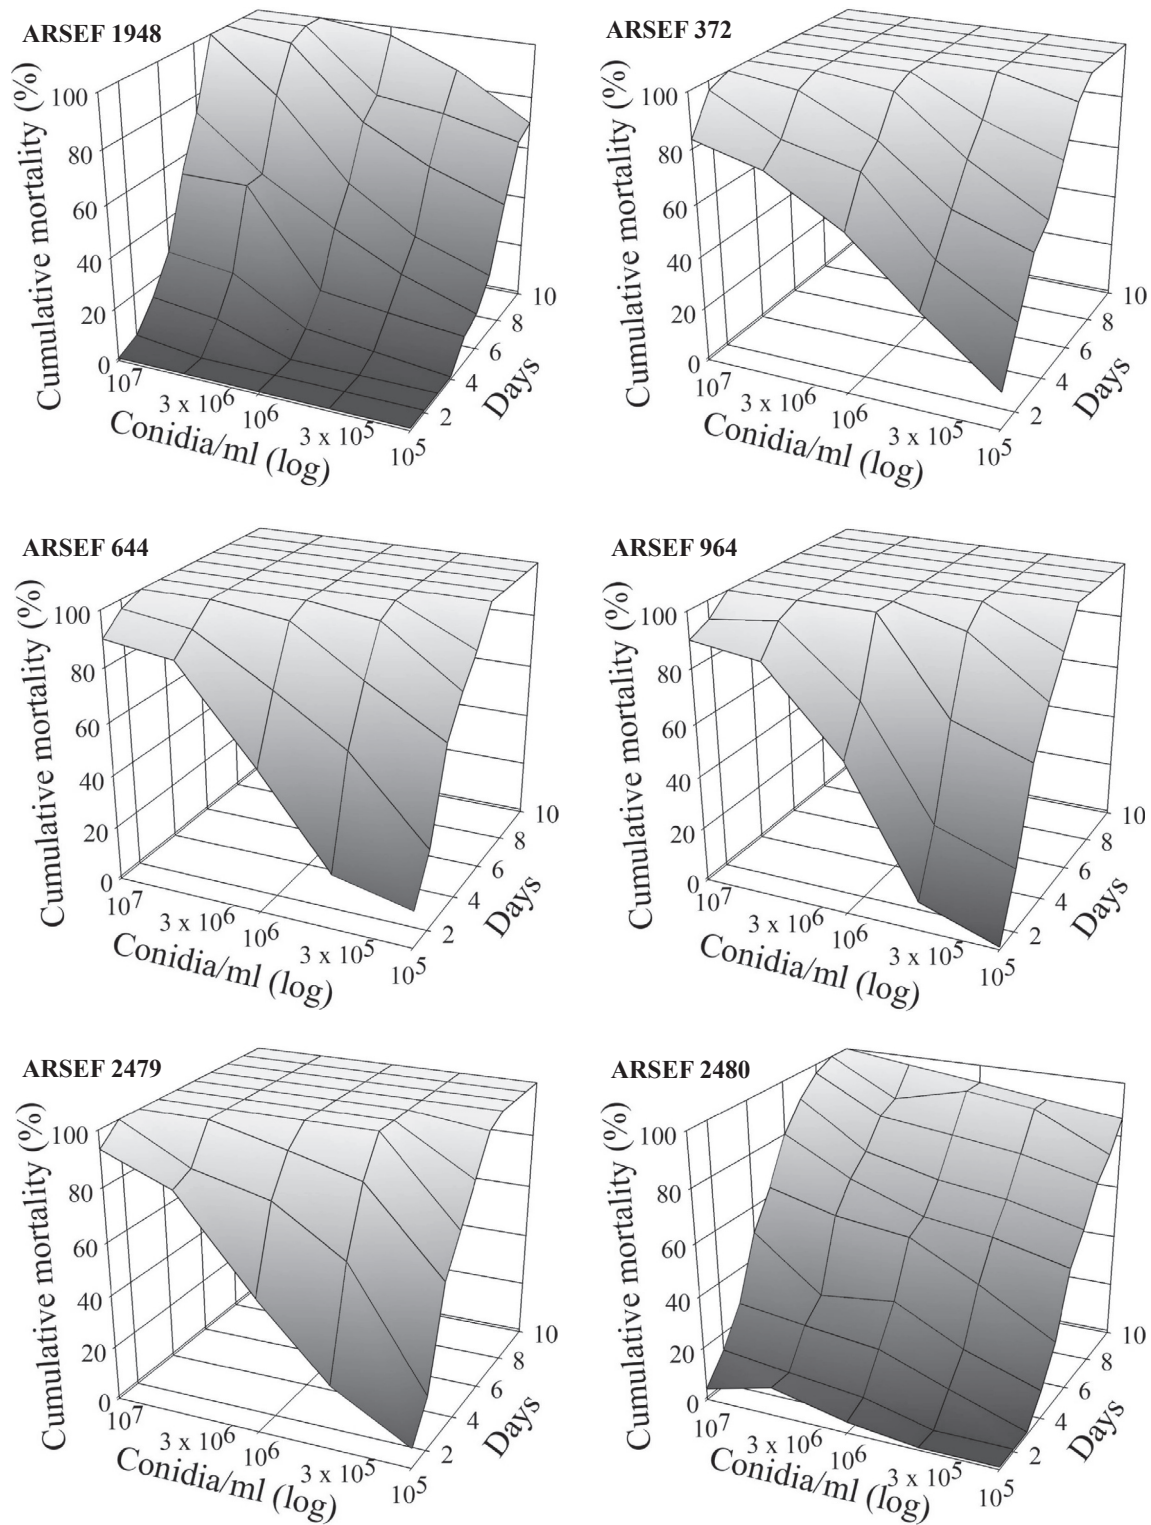 ARSEF 1948
Cumulative mortality (%)
100
80
60
40
20
0
10⁷
3 x 10⁶
10⁶
3 x 10⁵
10⁵
Conidia/ml (log)
2
4
6
8
10
Days
ARSEF 372
Cumulative mortality (%)
100
80
60
40
20
0
10⁷
3 x 10⁶
10⁶
3 x 10⁵
10⁵
Conidia/ml (log)
2
4
6
8
10
Days
ARSEF 644
Cumulative mortality (%)
100
80
60
40
20
0
10⁷
3 x 10⁶
10⁶
3 x 10⁵
10⁵
Conidia/ml (log)
2
4
6
8
10
Days
ARSEF 964
Cumulative mortality (%)
100
80
60
40
20
0
10⁷
3 x 10⁶
10⁶
3 x 10⁵
10⁵
Conidia/ml (log)
2
4
6
8
10
Days
ARSEF 2479
Cumulative mortality (%)
100
80
60
40
20
0
10⁷
3 x 10⁶
10⁶
3 x 10⁵
10⁵
Conidia/ml (log)
2
4
6
8
10
Days
ARSEF 2480
Cumulative mortality (%)
100
80
60
40
20
0
10⁷
3 x 10⁶
10⁶
3 x 10⁵
10⁵
Conidia/ml (log)
2
4
6
8
10
Days